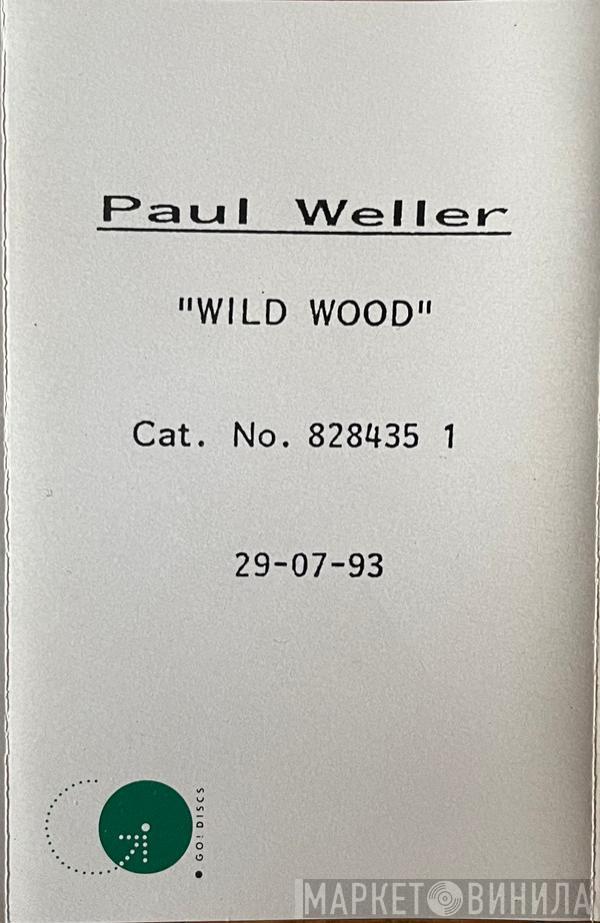 Paul Weller
"WILD WOOD"
Cat. No. 828435 1
29-07-93
GO! DISCS
МАРКЕТ ВИНИЛА